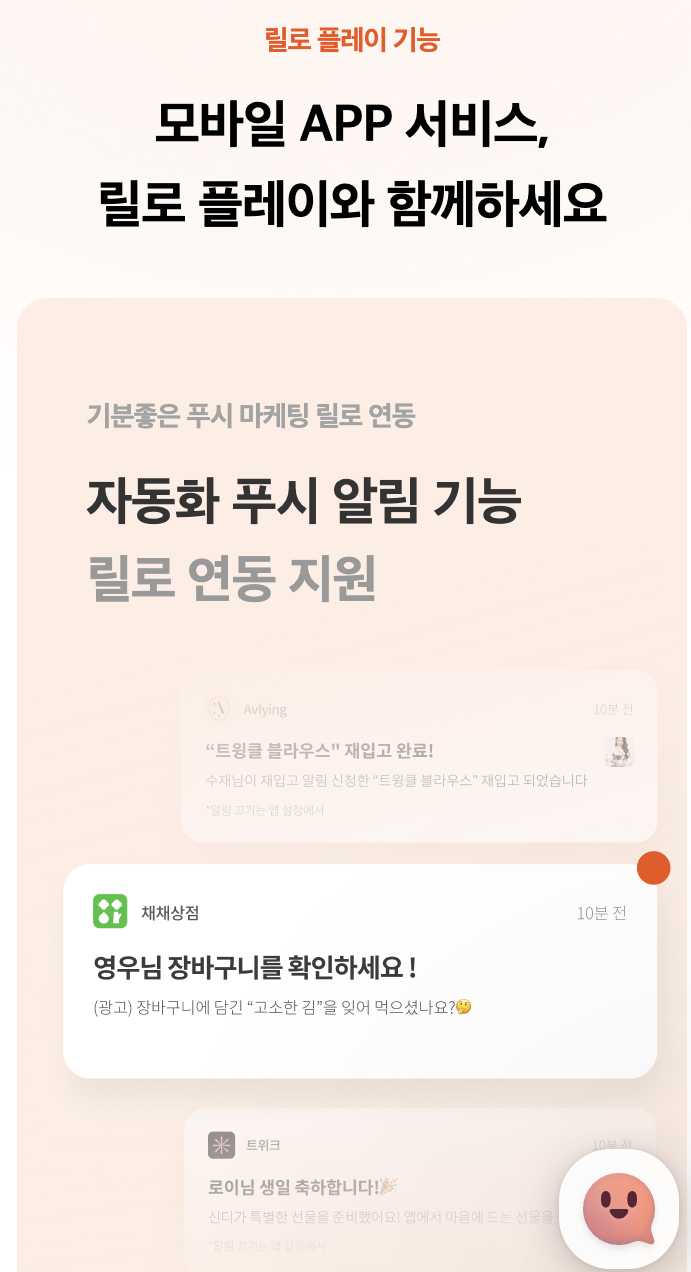 릴로 플레이 기능
모바일 APP 서비스,
릴로 플레이와 함께하세요
기분좋은 푸시 마케팅 릴로 연동
자동화 푸시 알림 기능
릴로 연동 지원
Avlying 10분 전
“트윙클 블라우스" 재입고 완료!
수재님이 재입고 알림 신청한 “트윙클 블라우스” 재입고 되었습니다
*알림 끄기는 앱 설정에서
채채상점 10분 전
영우님 장바구니를 확인하세요 !
(광고) 장바구니에 담긴 “고소한 김”을 잊어 먹으셨나요?🤔
트위크 10분 전
로이님 생일 축하합니다!🎉
신디가 특별한 선물을 준비했어요! 앱에서 마음에 드는 선물을
*알림 끄기는 앱 설정에서